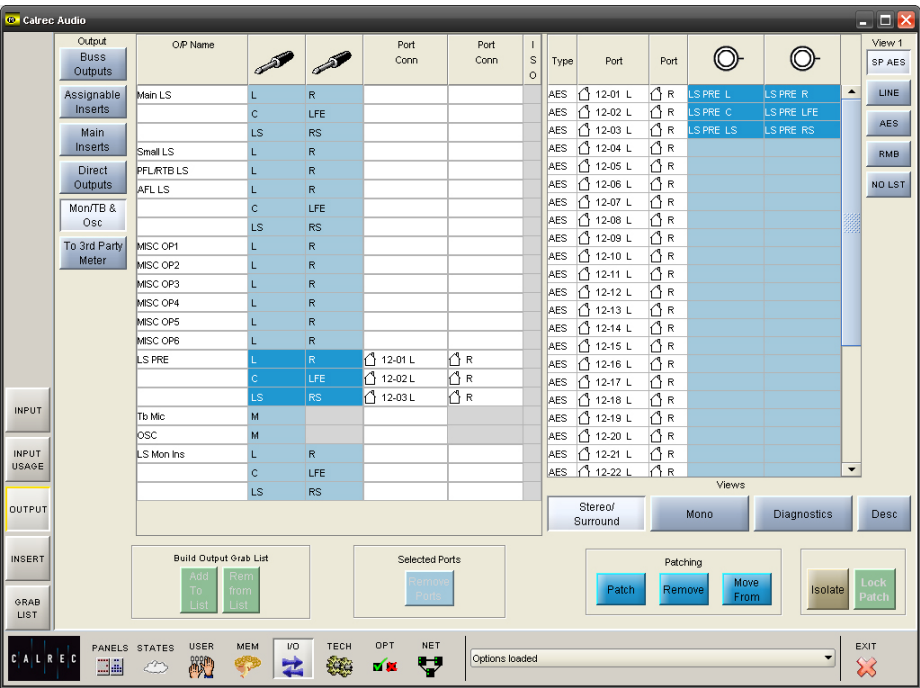 Calrec Audio
Output
Buss Outputs
Assignable Inserts
Main Inserts
Direct Outputs
Mon/TB & Osc
To 3rd Party Meter
INPUT
INPUT USAGE
OUTPUT
INSERT
GRAB LIST
O/P Name Port Conn Port Conn I S O
Main LS L R
C LFE
LS RS
Small LS L R
PFL/RTB LS L R
AFL LS L R
C LFE
LS RS
MISC OP1 L R
MISC OP2 L R
MISC OP3 L R
MISC OP4 L R
MISC OP5 L R
MISC OP6 L R
LS PRE L R 12-01 L R
C LFE 12-02 L R
LS RS 12-03 L R
Tb Mic M
OSC M
LS Mon Ins L R
C LFE
LS RS
Type Port Port
AES 12-01 L R LS PRE L LS PRE R
AES 12-02 L R LS PRE C LS PRE LFE
AES 12-03 L R LS PRE LS LS PRE RS
AES 12-04 L R
AES 12-05 L R
AES 12-06 L R
AES 12-07 L R
AES 12-08 L R
AES 12-09 L R
AES 12-10 L R
AES 12-11 L R
AES 12-12 L R
AES 12-13 L R
AES 12-14 L R
AES 12-15 L R
AES 12-16 L R
AES 12-17 L R
AES 12-18 L R
AES 12-19 L R
AES 12-20 L R
AES 12-21 L R
AES 12-22 L R
View 1
SP AES
LINE
AES
RMB
NO LST
Views
Stereo/ Surround Mono Diagnostics Desc
Build Output Grab List
Add To List Rem from List
Selected Ports
Remove Ports
Patching
Patch Remove Move From
Isolate Lock Patch
CALREC PANELS STATES USER MEM I/O TECH OPT NET
Options loaded
EXIT